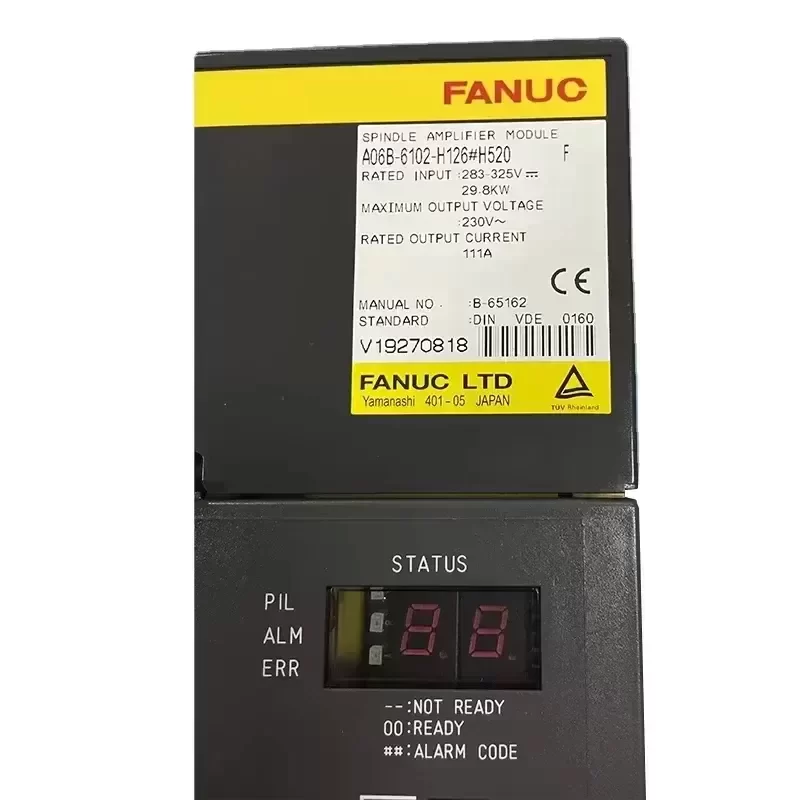 FANUC
SPINDLE AMPLIFIER MODULE
A06B-6102-H126#H520 F
RATED INPUT :283-325V⎓
29.8KW
MAXIMUM OUTPUT VOLTAGE
:230V～
RATED OUTPUT CURRENT
111A
CE
MANUAL NO. :B-65162
STANDARD :DIN VDE 0160
V19270818
FANUC LTD
Yamanashi 401-05 JAPAN
TÜV Rheinland
STATUS
PIL
ALM
ERR
88
--:NOT READY
00:READY
##:ALARM CODE